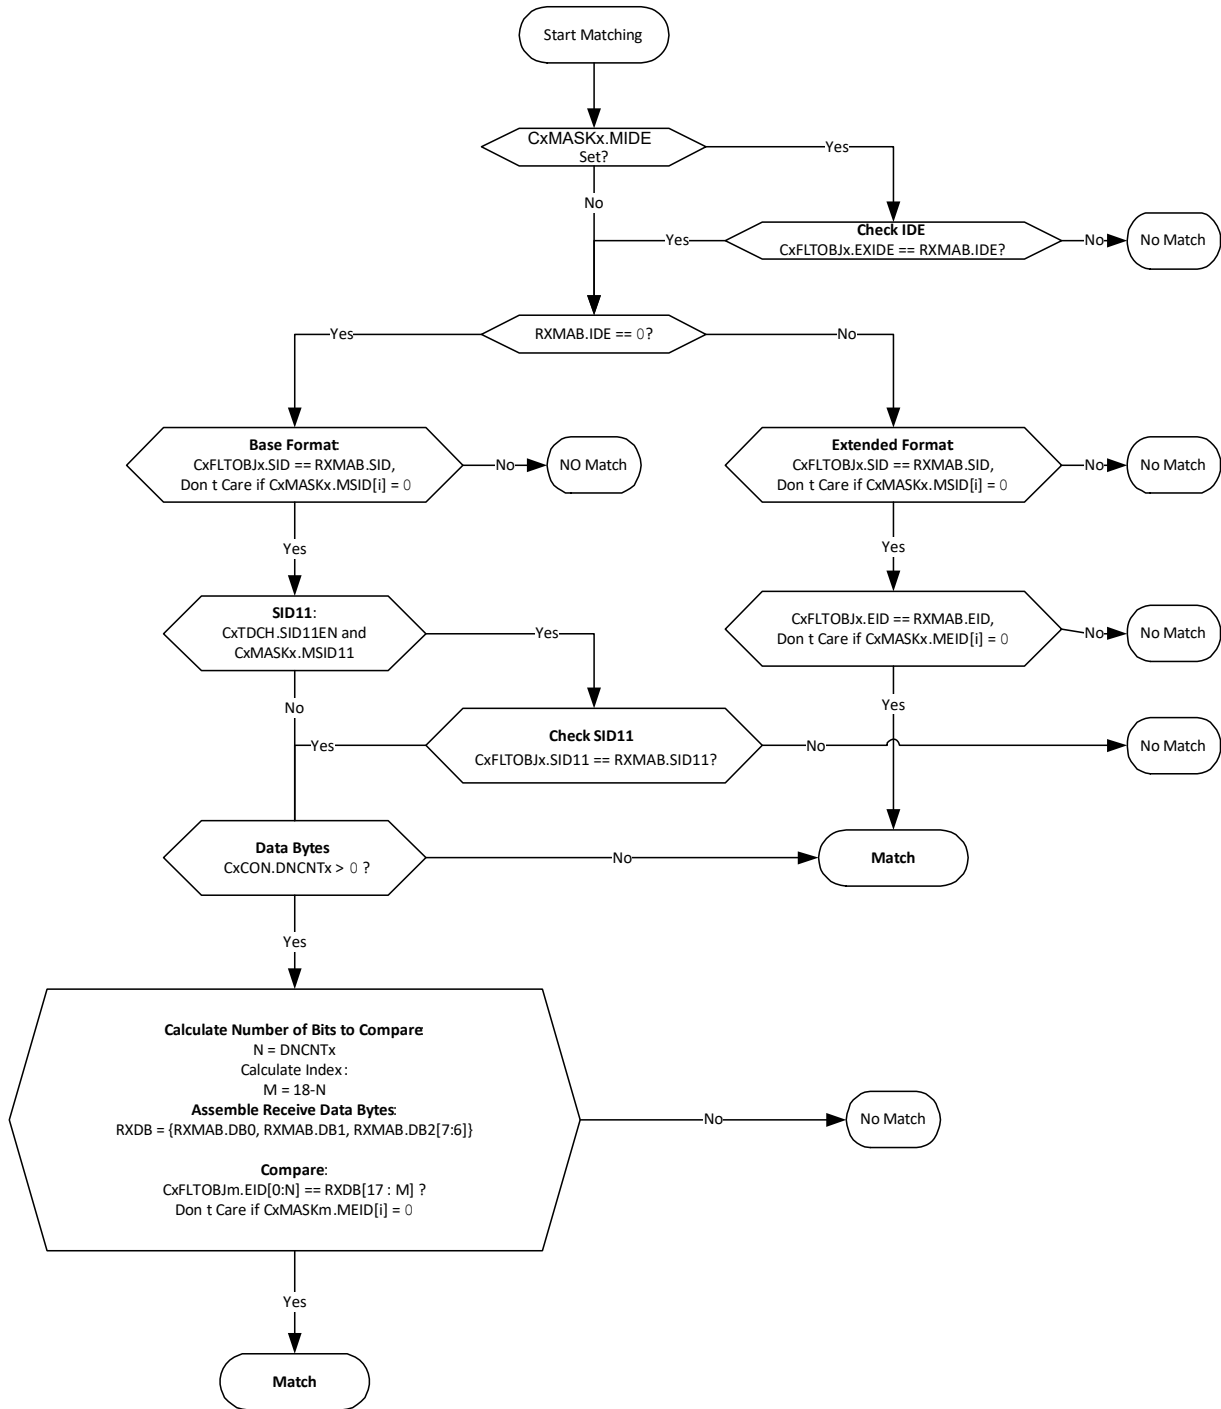 Start Matching
CxMASKx.MIDE
Set?
Yes
No
Check IDE
CxFLTOBJx.EXIDE == RXMAB.IDE?
Yes
No
No Match
RXMAB.IDE == 0?
Yes
No
Base Format:
CxFLTOBJx.SID == RXMAB.SID,
Don t Care if CxMASKx.MSID[i] = 0
No
NO Match
Extended Format
CxFLTOBJx.SID == RXMAB.SID,
Don t Care if CxMASKx.MSID[i] = 0
No
No Match
Yes
Yes
SID11:
CxTDCH.SID11EN and
CxMASKx.MSID11
Yes
CxFLTOBJx.EID == RXMAB.EID,
Don t Care if CxMASKx.MEID[i] = 0
No
No Match
No
Yes
Check SID11
CxFLTOBJx.SID11 == RXMAB.SID11?
Yes
No
No Match
Data Bytes
CxCON.DNCNTx > 0 ?
No
Match
Yes
Calculate Number of Bits to Compare:
N = DNCNTx
Calculate Index:
M = 18-N
Assemble Receive Data Bytes:
RXDB = {RXMAB.DB0, RXMAB.DB1, RXMAB.DB2[7:6]}
Compare:
CxFLTOBJm.EID[0:N] == RXDB[17 : M] ?
Don t Care if CxMASKm.MEID[i] = 0
No
No Match
Yes
Match